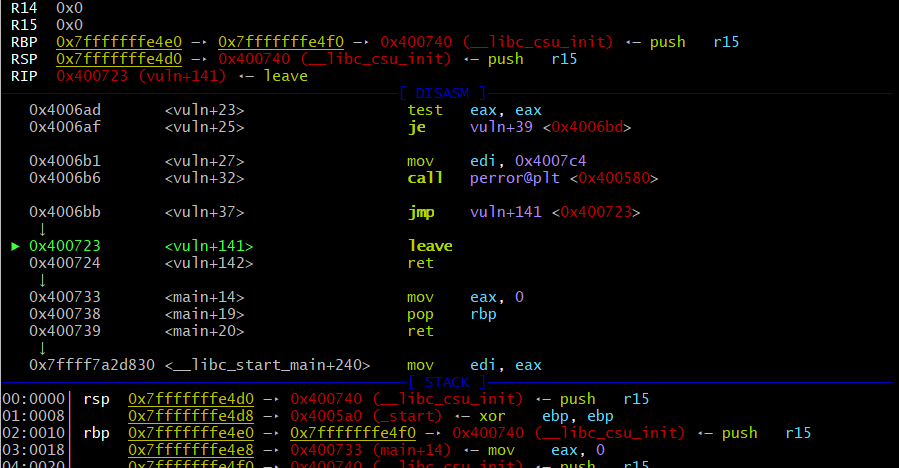 R14 0x0
R15 0x0
RBP 0x7fffffffe4e0 —▸ 0x7fffffffe4f0 —▸ 0x400740 (__libc_csu_init) ◂— push r15
RSP 0x7fffffffe4d0 —▸ 0x400740 (__libc_csu_init) ◂— push r15
RIP 0x400723 (vuln+141) ◂— leave
[ DISASM ]
0x4006ad <vuln+23> test eax, eax
0x4006af <vuln+25> je vuln+39 <0x4006bd>
0x4006b1 <vuln+27> mov edi, 0x4007c4
0x4006b6 <vuln+32> call perror@plt <0x400580>
0x4006bb <vuln+37> jmp vuln+141 <0x400723>
↓
► 0x400723 <vuln+141> leave
0x400724 <vuln+142> ret
↓
0x400733 <main+14> mov eax, 0
0x400738 <main+19> pop rbp
0x400739 <main+20> ret
↓
0x7ffff7a2d830 <__libc_start_main+240> mov edi, eax
[ STACK ]
00:0000│ rsp 0x7fffffffe4d0 —▸ 0x400740 (__libc_csu_init) ◂— push r15
01:0008│ 0x7fffffffe4d8 —▸ 0x4005a0 (_start) ◂— xor ebp, ebp
02:0010│ rbp 0x7fffffffe4e0 —▸ 0x7fffffffe4f0 —▸ 0x400740 (__libc_csu_init) ◂— push r15
03:0018│ 0x7fffffffe4e8 —▸ 0x400733 (main+14) ◂— mov eax, 0
04:0020│ 0x7fffffffe4f0 —▸ 0x400740 (__libc_csu_init) ◂— push r15